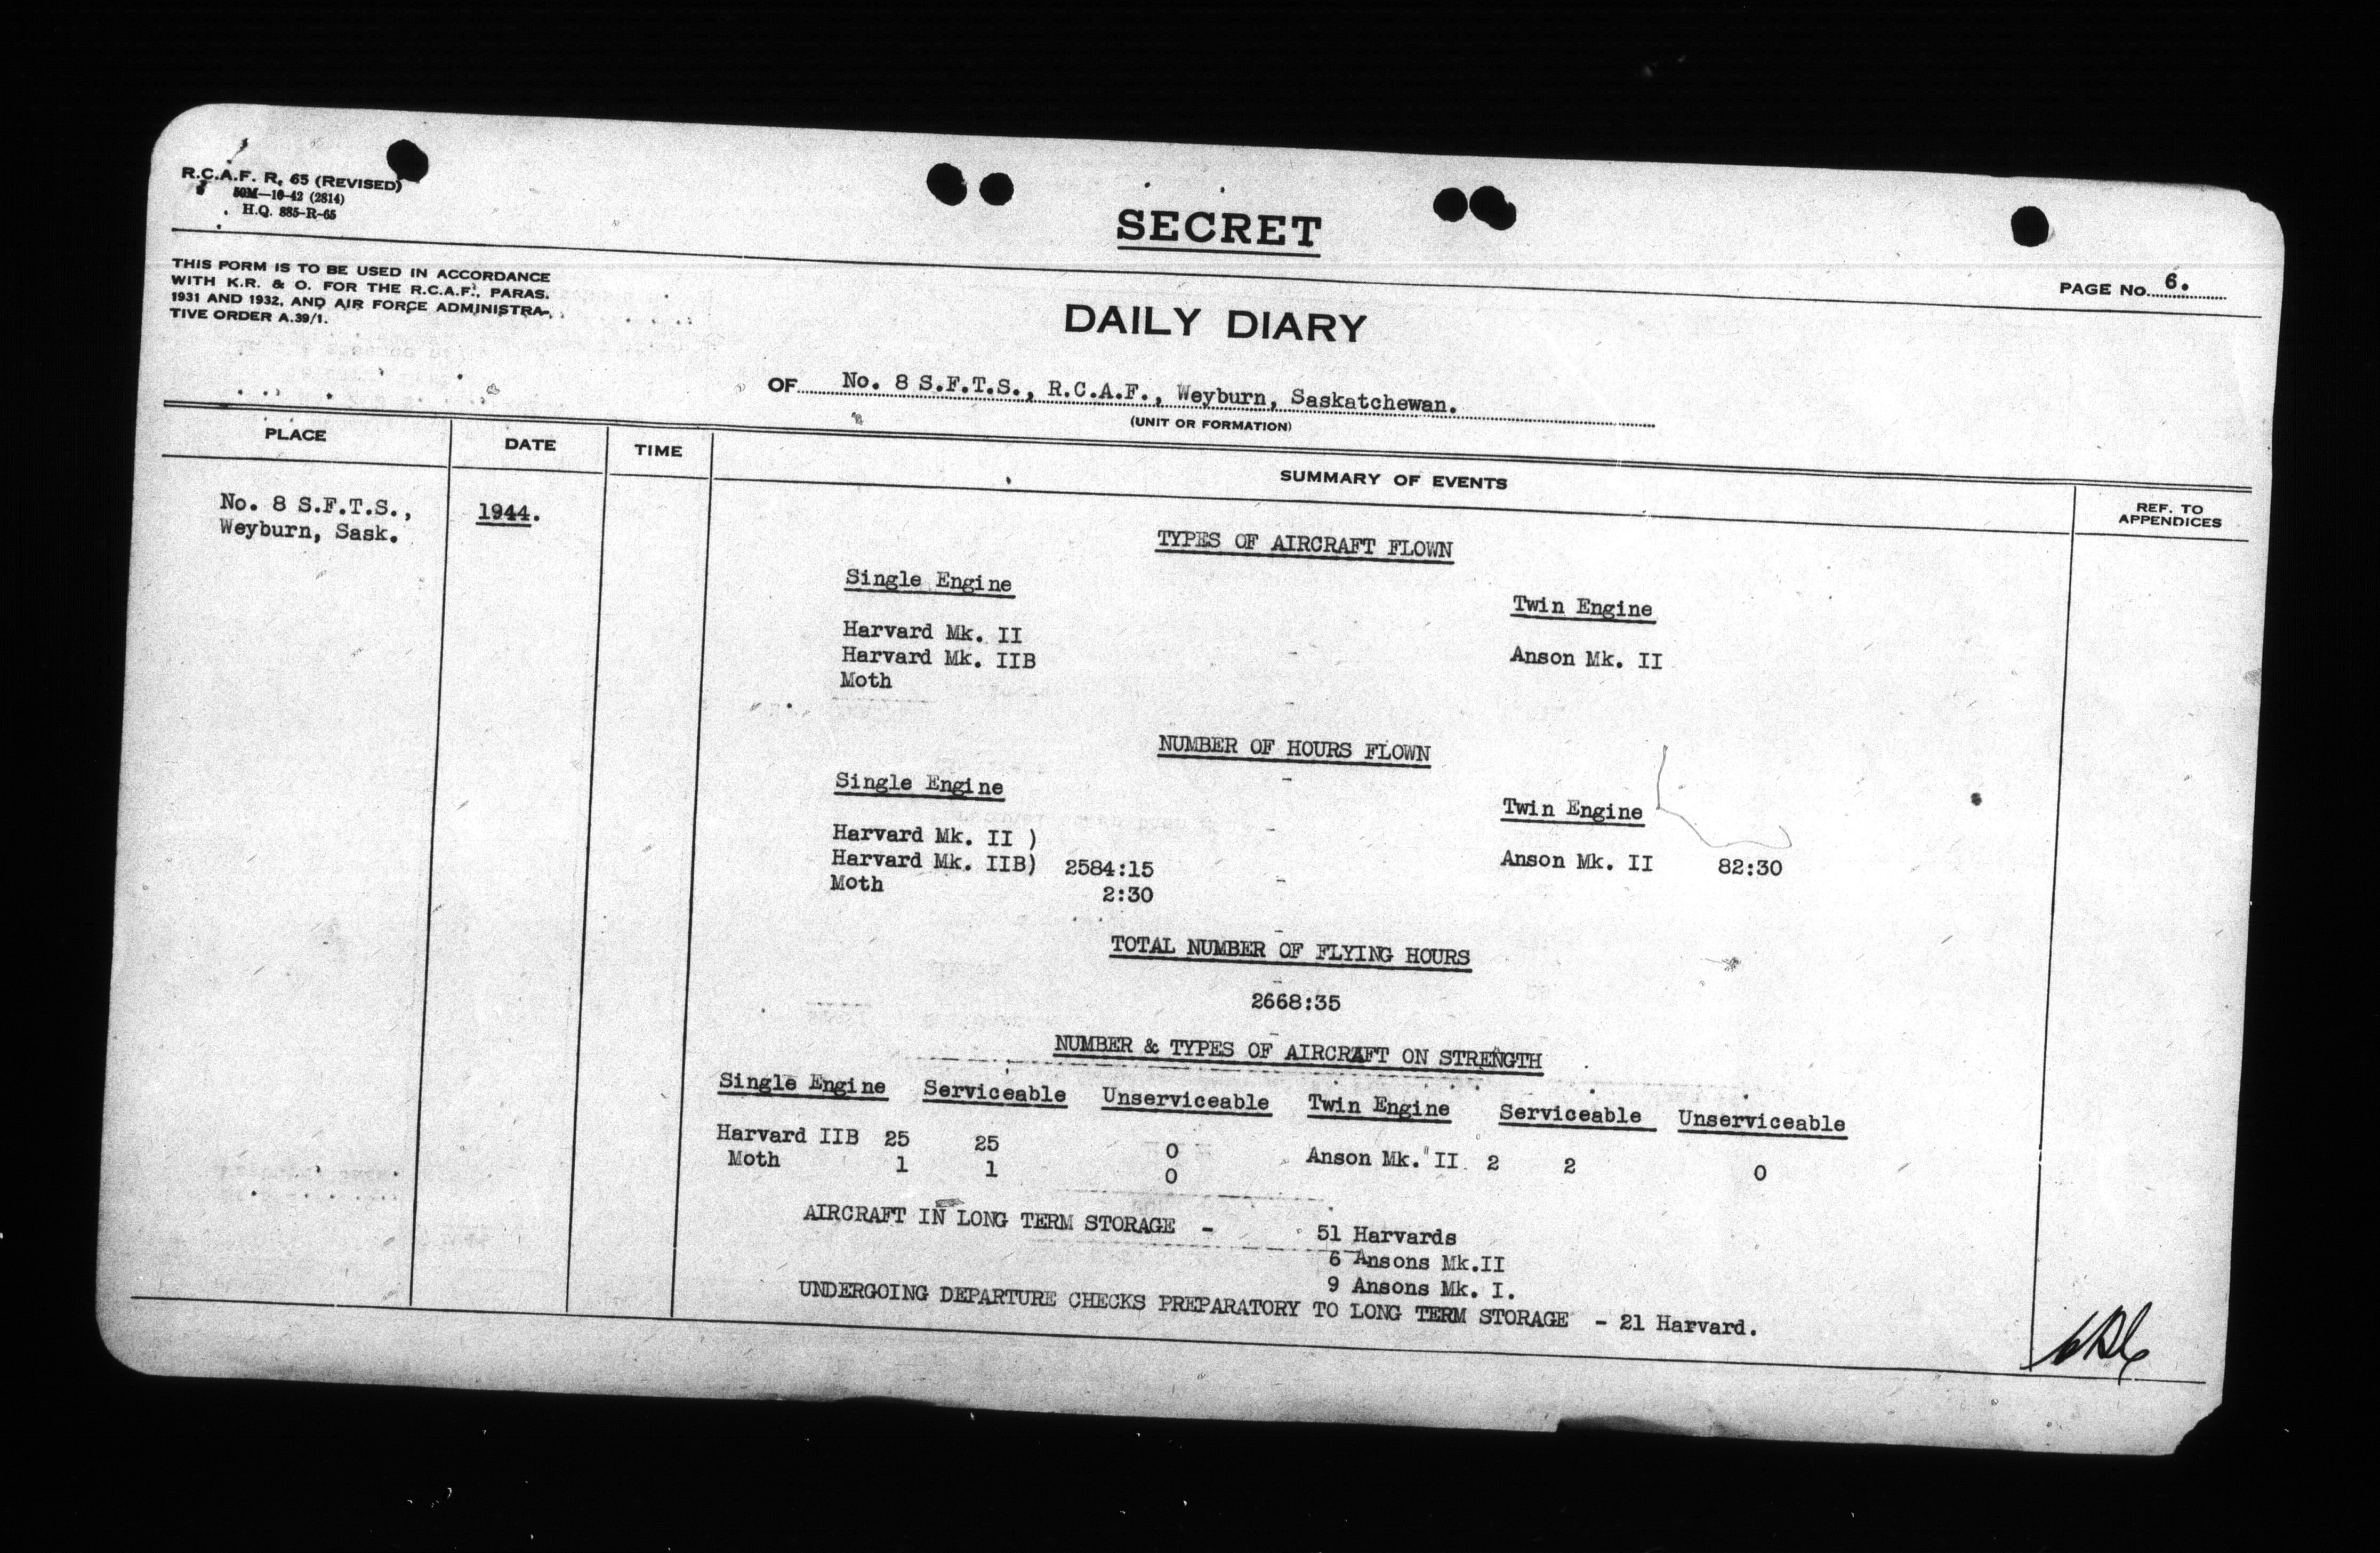 R.C.A.F. R. 65 (REVISED)
50M—10-42 (2814)
H.Q. 885-R-65
SECRET
THIS FORM IS TO BE USED IN ACCORDANCE
WITH K.R. & O. FOR THE R.C.A.F., PARAS.
1931 AND 1932, AND AIR FORCE ADMINISTRA-
TIVE ORDER A.39/1.
PAGE No. 6.
DAILY DIARY
OF No. 8 S.F.T.S., R.C.A.F., Weyburn, Saskatchewan.
(UNIT OR FORMATION)
PLACE DATE TIME SUMMARY OF EVENTS REF. TO
APPENDICES
No. 8 S.F.T.S., 1944.
Weyburn, Sask.
TYPES OF AIRCRAFT FLOWN
Single Engine Twin Engine
Harvard Mk. II Anson Mk. II
Harvard Mk. IIB
Moth
NUMBER OF HOURS FLOWN
Single Engine Twin Engine
Harvard Mk. II )
Harvard Mk. IIB) 2584:15 Anson Mk. II 82:30
Moth 2:30
TOTAL NUMBER OF FLYING HOURS
2668:35
NUMBER & TYPES OF AIRCRAFT ON STRENGTH
Single Engine Serviceable Unserviceable Twin Engine Serviceable Unserviceable
Harvard IIB 25 25 0 Anson Mk. II 2 2 0
Moth 1 1 0
AIRCRAFT IN LONG TERM STORAGE - 51 Harvards
6 Ansons Mk.II
9 Ansons Mk. I.
UNDERGOING DEPARTURE CHECKS PREPARATORY TO LONG TERM STORAGE - 21 Harvard.